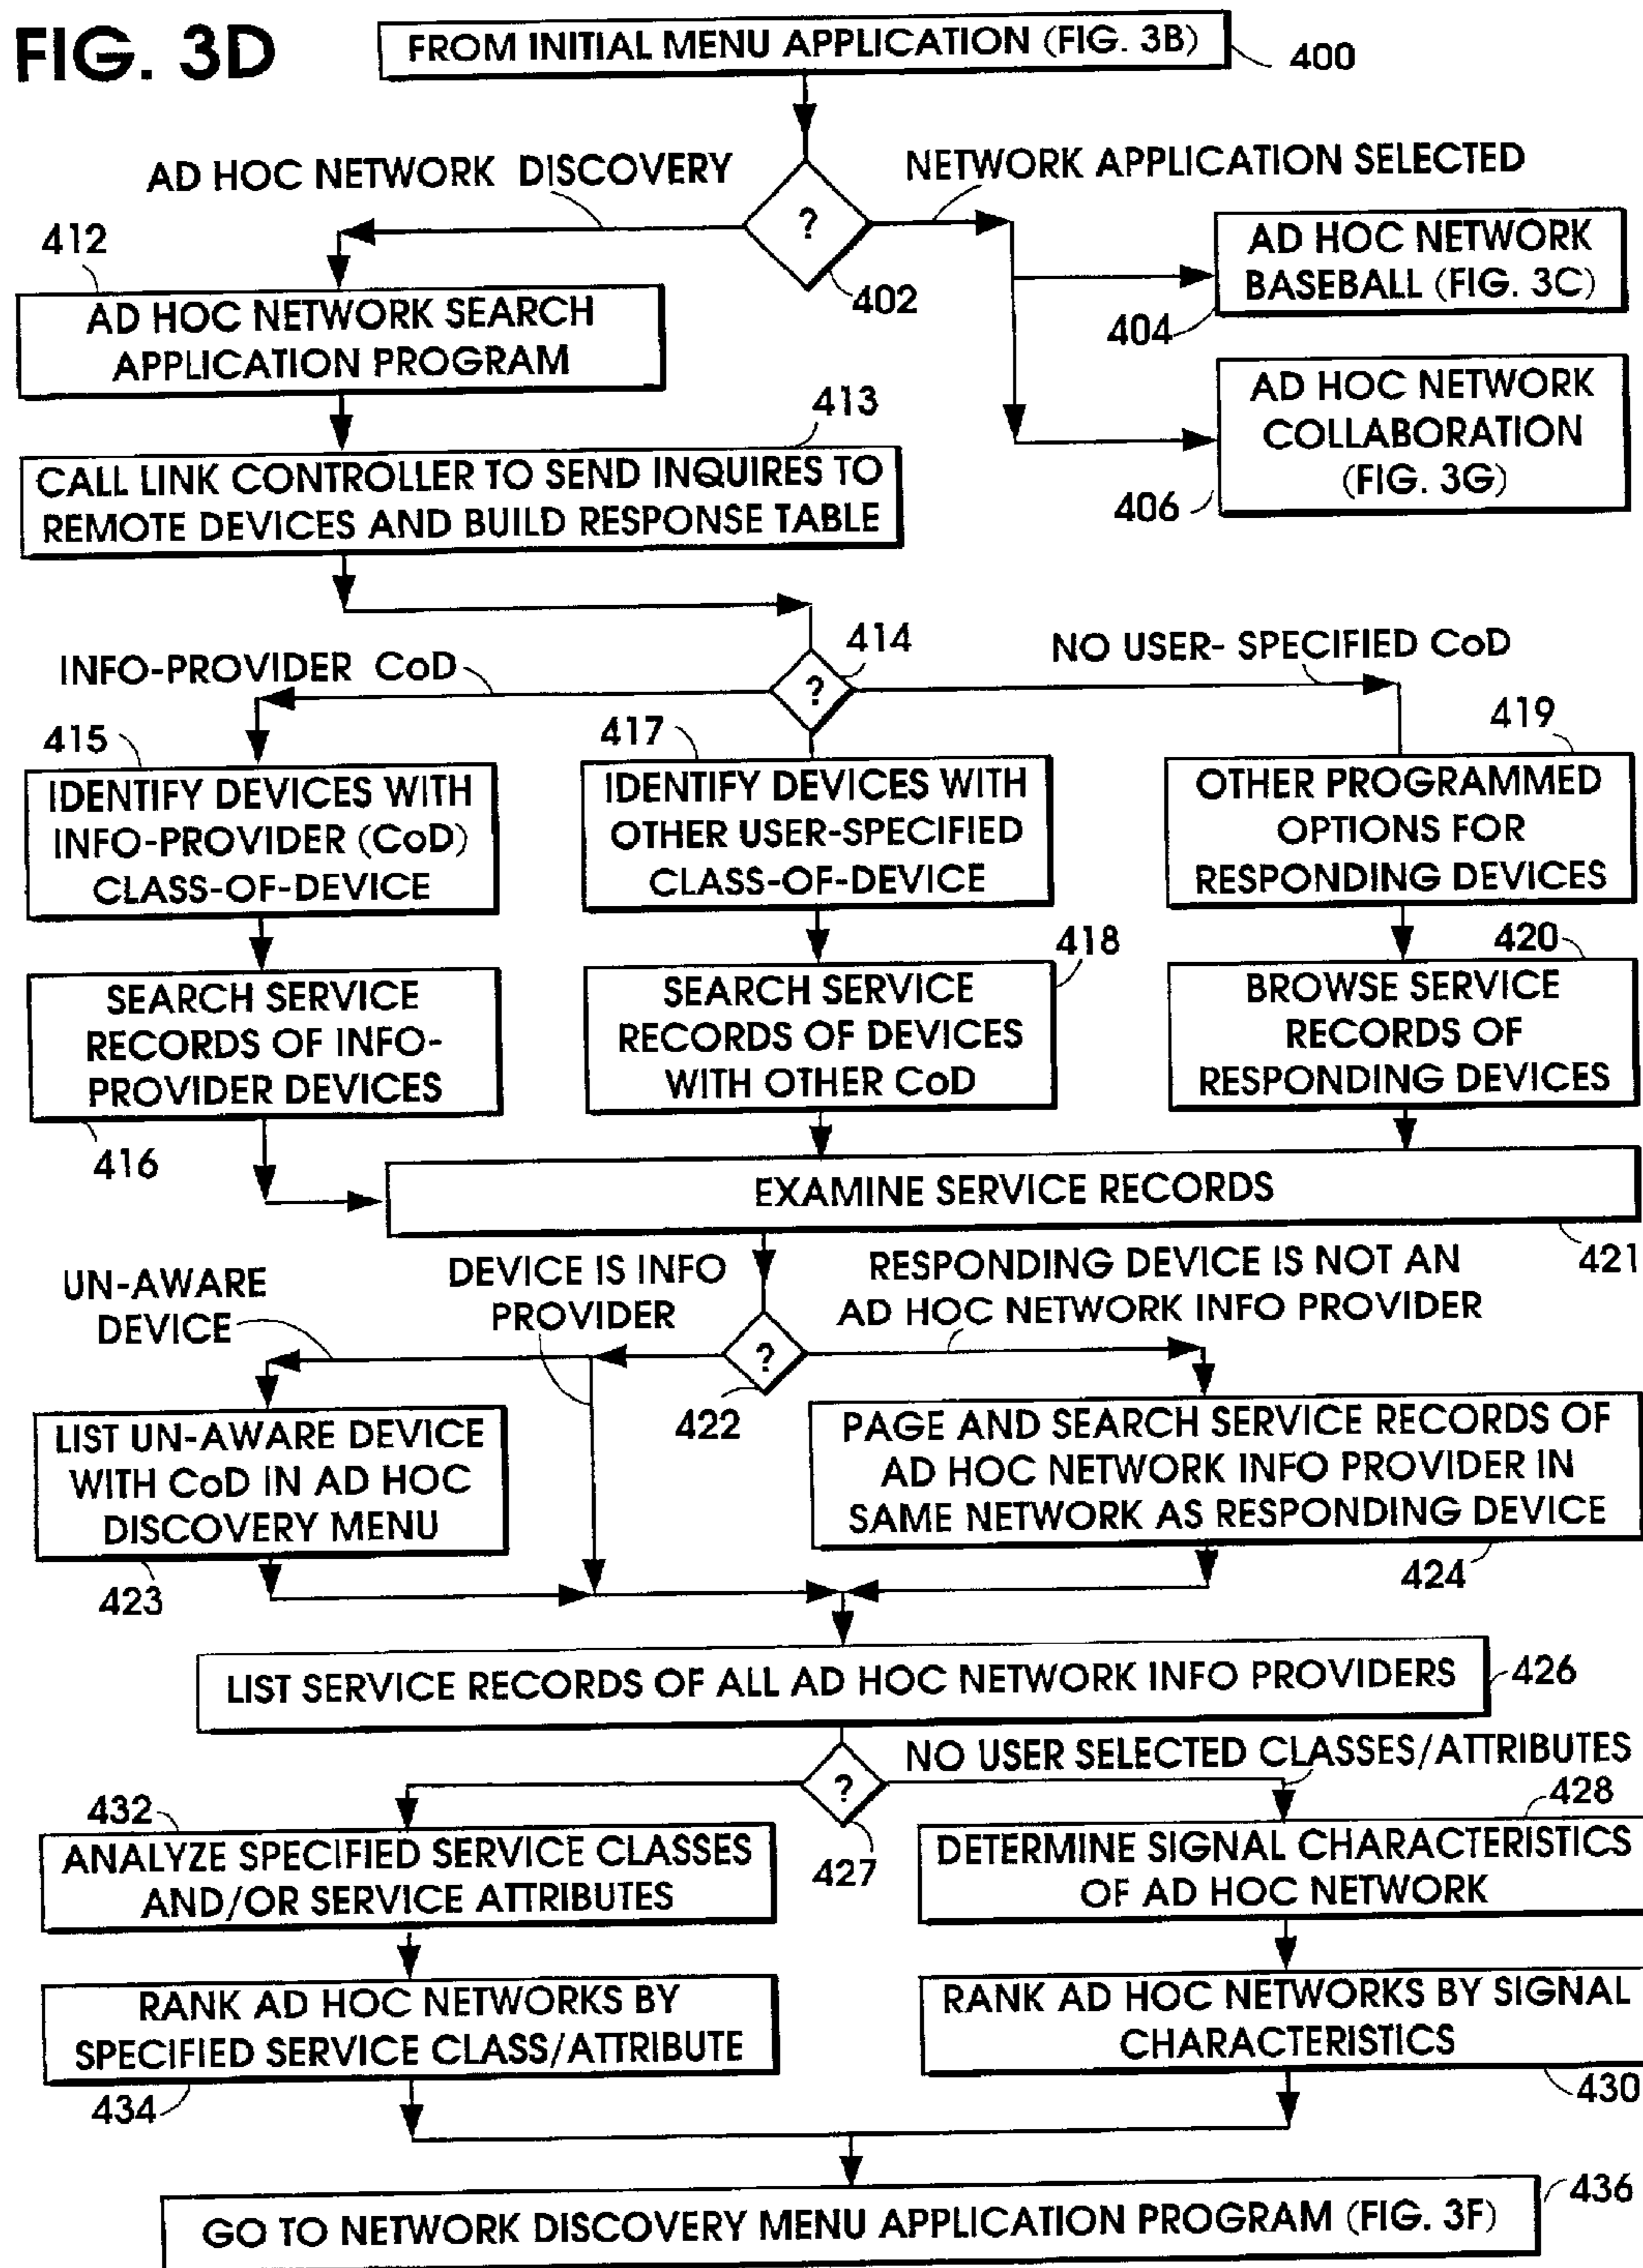 FIG. 3D
FROM INITIAL MENU APPLICATION (FIG. 3B)
400
AD HOC NETWORK DISCOVERY
NETWORK APPLICATION SELECTED
?
402
412
AD HOC NETWORK SEARCH
APPLICATION PROGRAM
AD HOC NETWORK
BASEBALL (FIG. 3C)
404
AD HOC NETWORK
COLLABORATION
(FIG. 3G)
406
413
CALL LINK CONTROLLER TO SEND INQUIRES TO
REMOTE DEVICES AND BUILD RESPONSE TABLE
414
?
INFO-PROVIDER CoD
NO USER- SPECIFIED CoD
415
IDENTIFY DEVICES WITH
INFO-PROVIDER (CoD)
CLASS-OF-DEVICE
417
IDENTIFY DEVICES WITH
OTHER USER-SPECIFIED
CLASS-OF-DEVICE
419
OTHER PROGRAMMED
OPTIONS FOR
RESPONDING DEVICES
SEARCH SERVICE
RECORDS OF INFO-
PROVIDER DEVICES
416
418
SEARCH SERVICE
RECORDS OF DEVICES
WITH OTHER CoD
420
BROWSE SERVICE
RECORDS OF
RESPONDING DEVICES
EXAMINE SERVICE RECORDS
421
UN-AWARE
DEVICE
DEVICE IS INFO
PROVIDER
RESPONDING DEVICE IS NOT AN
AD HOC NETWORK INFO PROVIDER
?
422
LIST UN-AWARE DEVICE
WITH CoD IN AD HOC
DISCOVERY MENU
423
PAGE AND SEARCH SERVICE RECORDS OF
AD HOC NETWORK INFO PROVIDER IN
SAME NETWORK AS RESPONDING DEVICE
424
LIST SERVICE RECORDS OF ALL AD HOC NETWORK INFO PROVIDERS
426
?
427
NO USER SELECTED CLASSES/ATTRIBUTES
432
ANALYZE SPECIFIED SERVICE CLASSES
AND/OR SERVICE ATTRIBUTES
428
DETERMINE SIGNAL CHARACTERISTICS
OF AD HOC NETWORK
RANK AD HOC NETWORKS BY
SPECIFIED SERVICE CLASS/ATTRIBUTE
434
RANK AD HOC NETWORKS BY SIGNAL
CHARACTERISTICS
430
GO TO NETWORK DISCOVERY MENU APPLICATION PROGRAM (FIG. 3F)
436